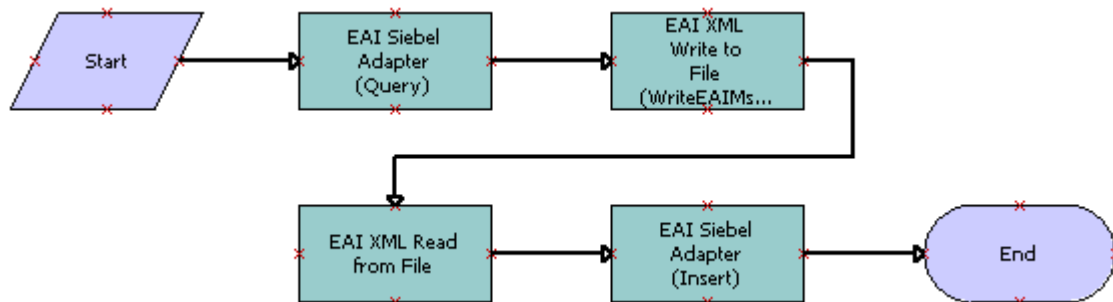 Start
EAI Siebel
Adapter
(Query)
EAI XML
Write to
File
(WriteEAIMs...
EAI XML Read
from File
EAI Siebel
Adapter
(Insert)
End